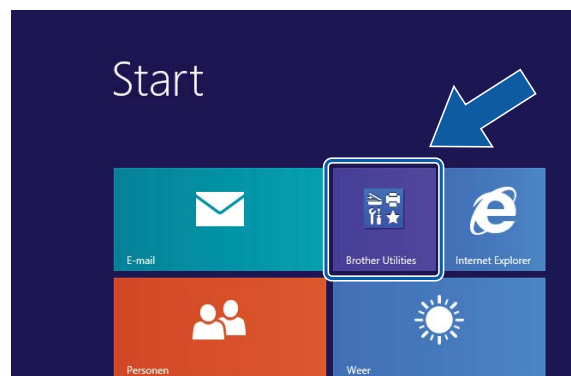 Start
E-mail
Brother Utilities
Internet Explorer
Personen
Weer